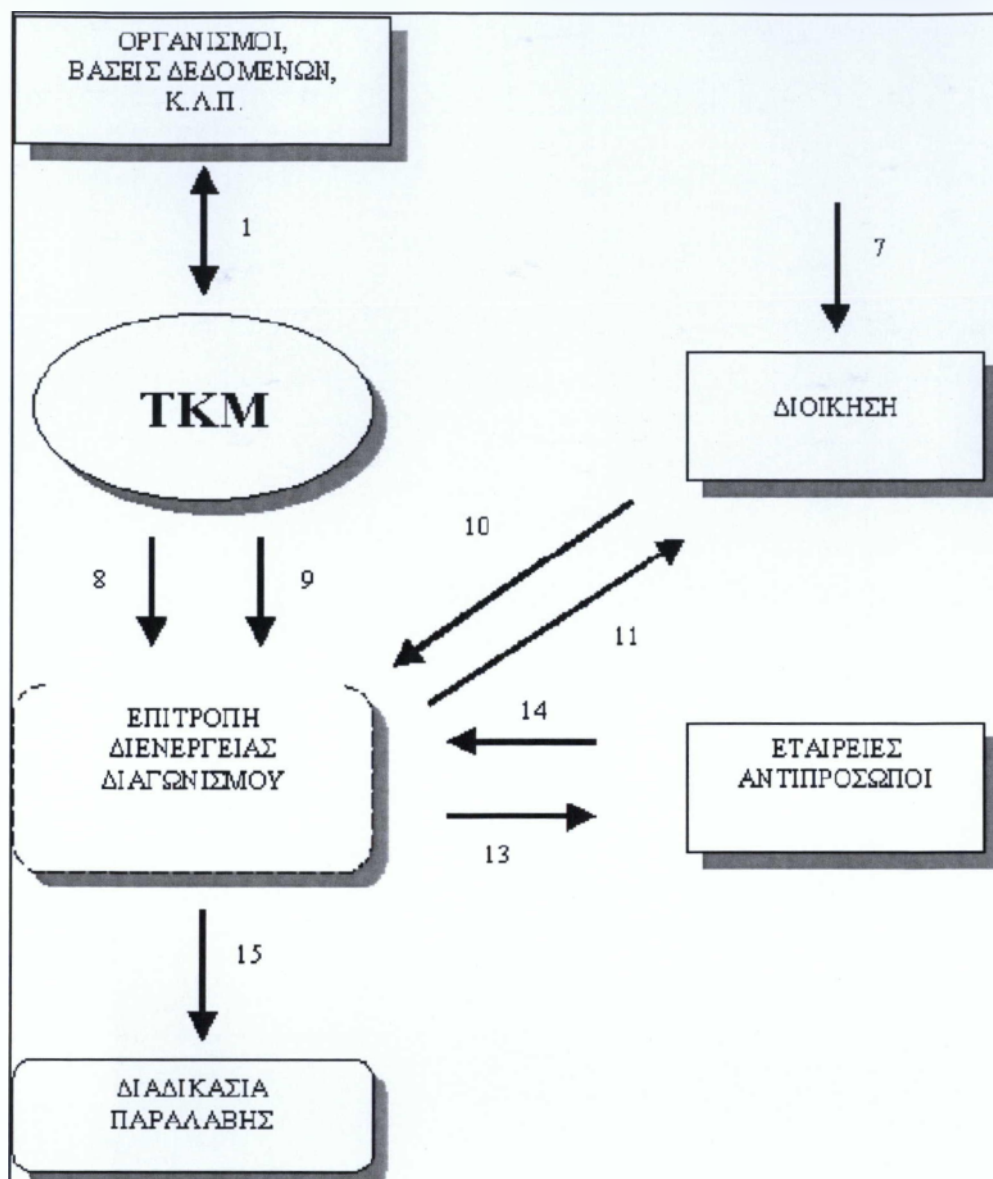 ΟΡΓΑΝΙΣΜΟΙ,
ΒΑΣΕΙΣ ΔΕΔΟΜΕΝΩΝ,
Κ.Λ.Π.
1
7
ΤΚΜ
ΔΙΟΙΚΗΣΗ
10
8
9
11
ΕΠΙΤΡΟΠΗ
ΔΙΕΝΕΡΓΕΙΑΣ
ΔΙΑΓΩΝΙΣΜΟΥ
14
ΕΤΑΙΡΕΙΕΣ
ΑΝΤΙΠΡΟΣΩΠΟΙ
13
15
ΔΙΑΔΙΚΑΣΙΑ
ΠΑΡΑΛΑΒΗΣ